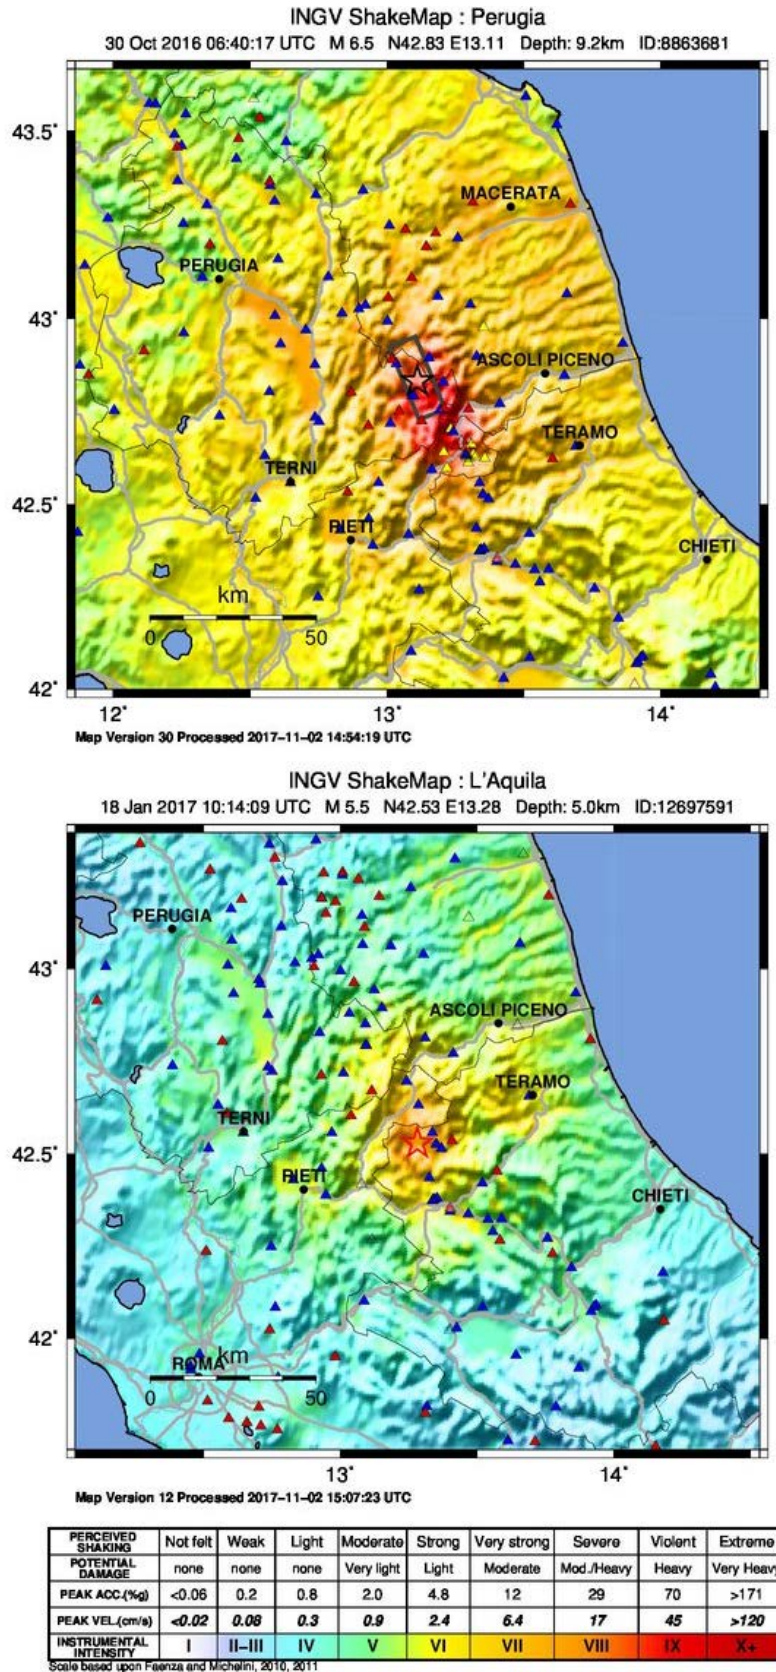 INGV ShakeMap : Perugia
30 Oct 2016 06:40:17 UTC M 6.5 N42.83 E13.11 Depth: 9.2km ID:8863681
43.5˚
MACERATA
PERUGIA
43˚
ASCOLI PICENO
TERAMO
TERNI
42.5˚
RIETI
CHIETI
km
0 50
42˚
12˚ 13˚ 14˚
Map Version 30 Processed 2017-11-02 14:54:19 UTC
INGV ShakeMap : L'Aquila
18 Jan 2017 10:14:09 UTC M 5.5 N42.53 E13.28 Depth: 5.0km ID:12697591
PERUGIA
43˚
ASCOLI PICENO
TERAMO
TERNI
42.5˚
RIETI
CHIETI
42˚
km
ROMA
0 50
13˚ 14˚
Map Version 12 Processed 2017-11-02 15:07:23 UTC
PERCEIVED SHAKING Not felt Weak Light Moderate Strong Very strong Severe Violent Extreme
POTENTIAL DAMAGE none none none Very light Light Moderate Mod./Heavy Heavy Very Heavy
PEAK ACC.(%g) <0.06 0.2 0.8 2.0 4.8 12 29 70 >171
PEAK VEL.(cm/s) <0.02 0.08 0.3 0.9 2.4 6.4 17 45 >120
INSTRUMENTAL INTENSITY I II-III IV V VI VII VIII IX X+
Scale based upon Faenza and Michelini, 2010, 2011